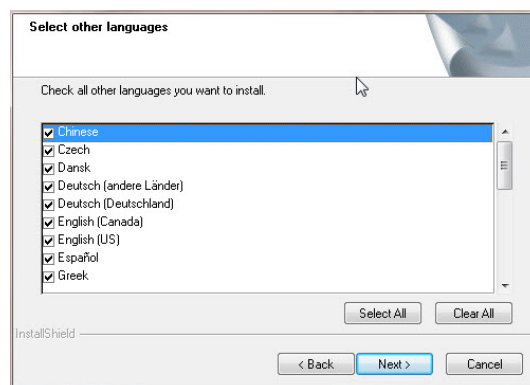 Select other languages
Check all other languages you want to install.
Chinese
Czech
Dansk
Deutsch (andere Länder)
Deutsch (Deutschland)
English (Canada)
English (US)
Español
Greek
Select All Clear All
InstallShield
< Back Next > Cancel